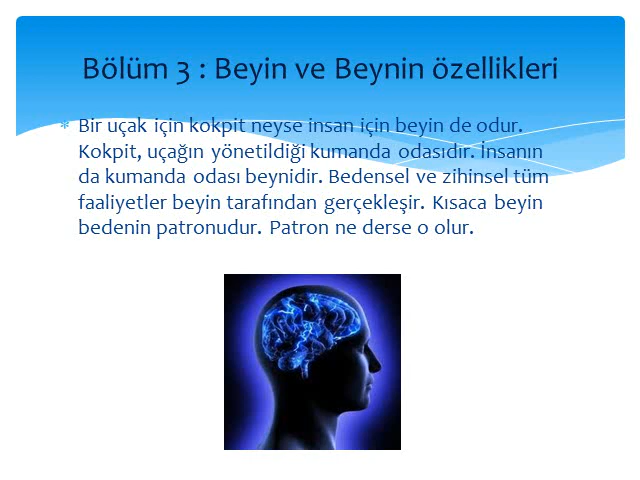 Bölüm 3 : Beyin ve Beynin özellikleri
Bir uçak için kokpit neyse insan için beyin de odur.
Kokpit, uçağın yönetildiği kumanda odasıdır. İnsanın
da kumanda odası beynidir. Bedensel ve zihinsel tüm
faaliyetler beyin tarafından gerçekleşir. Kısaca beyin
bedenin patronudur. Patron ne derse o olur.